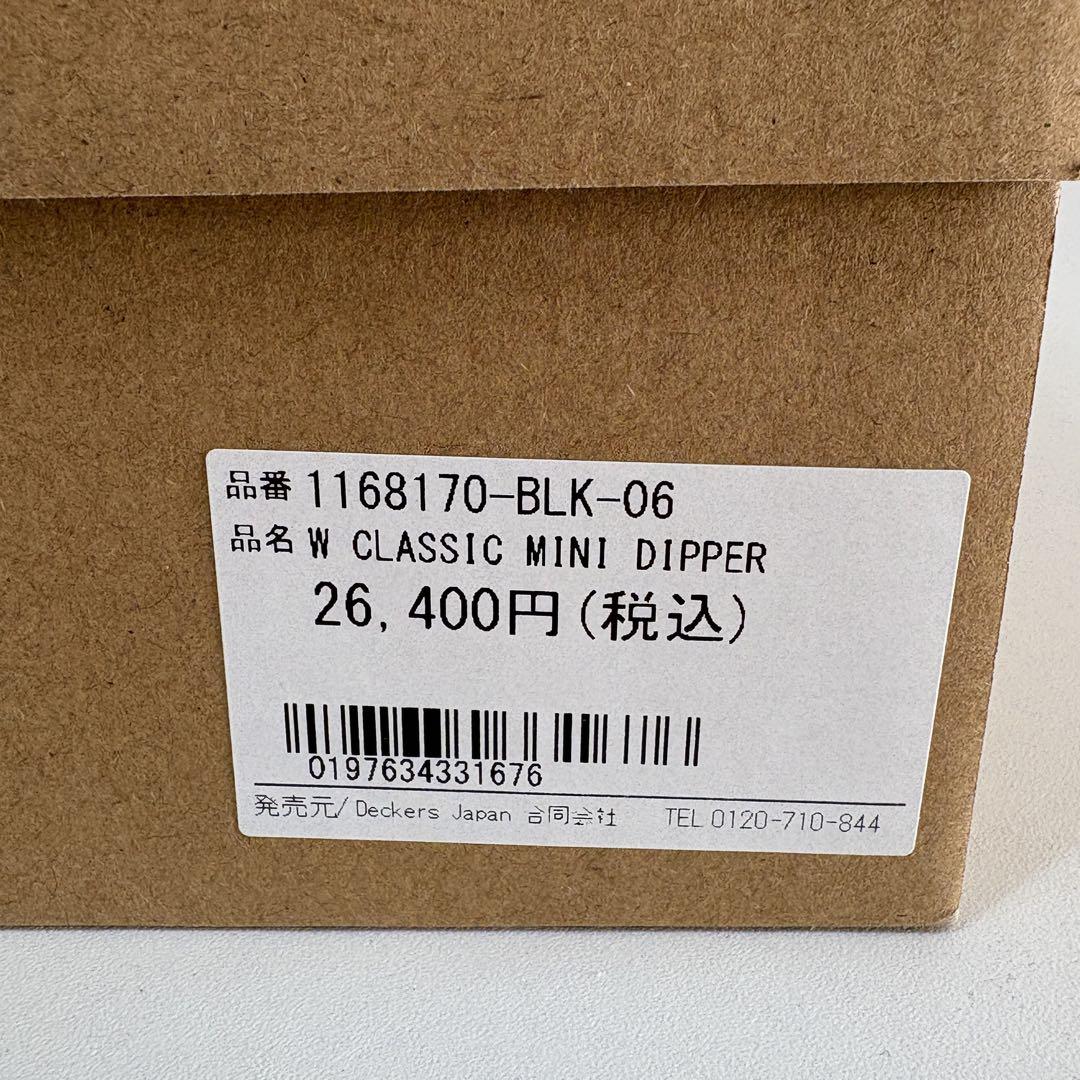 品番 1168170-BLK-06
品名 W CLASSIC MINI DIPPER
26,400円(税込)
0197634331676
発売元/Deckers Japan 合同会社 TEL 0120-710-844